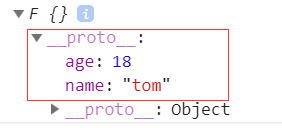 ▼ F {} i
▼ __proto__:
age: 18
name: "tom"
▶ __proto__: Object